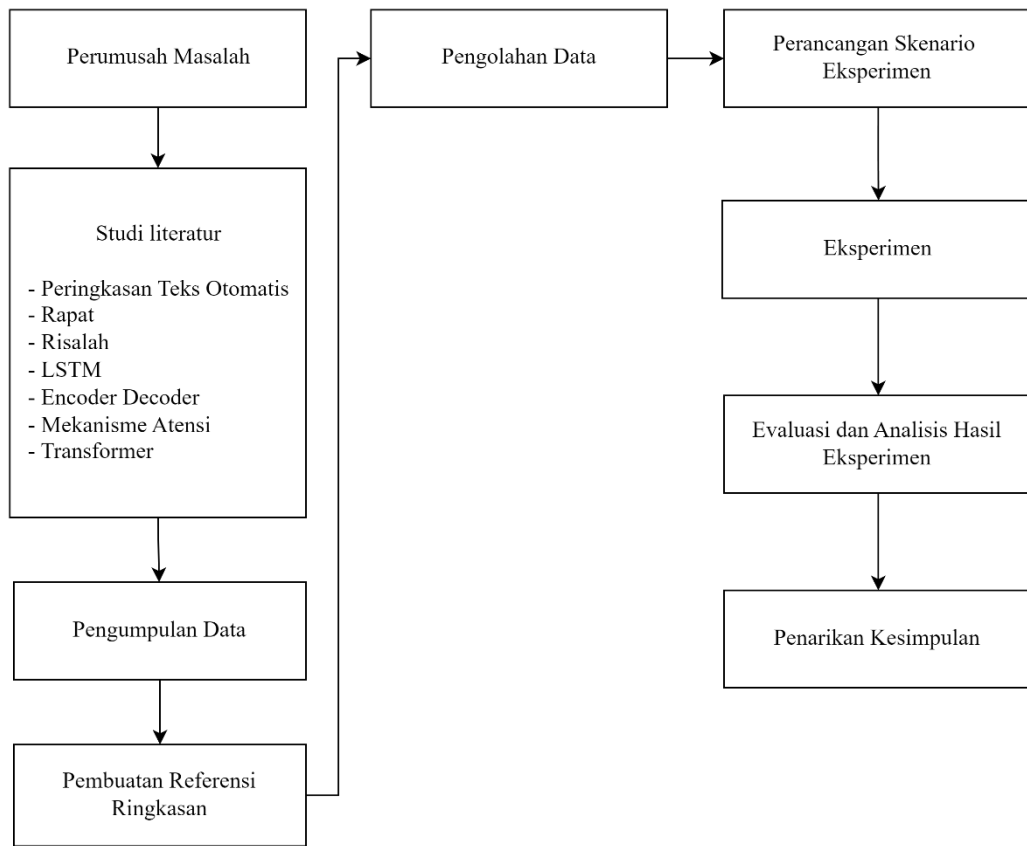 Perumusah Masalah
Studi literatur
- Peringkasan Teks Otomatis
- Rapat
- Risalah
- LSTM
- Encoder Decoder
- Mekanisme Atensi
- Transformer
Pengumpulan Data
Pembuatan Referensi
Ringkasan
Pengolahan Data
Perancangan Skenario
Eksperimen
Eksperimen
Evaluasi dan Analisis Hasil
Eksperimen
Penarikan Kesimpulan